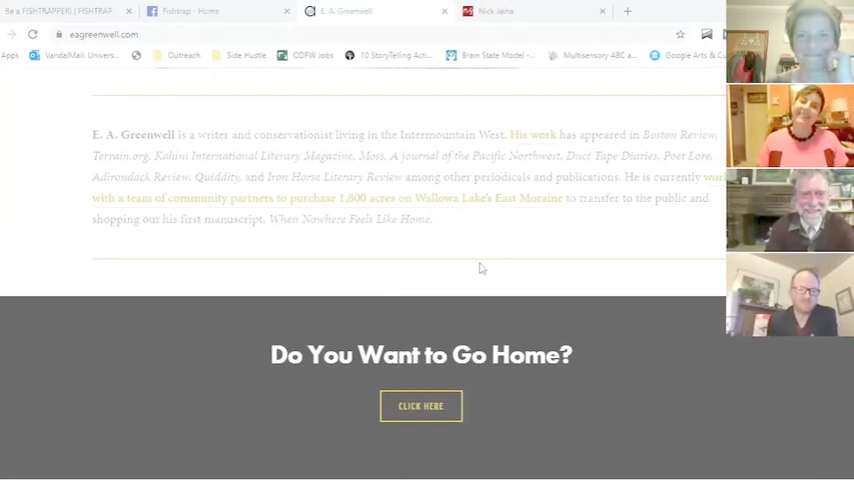 Be a FISHTRAPPER! | FISHTRAP
Fishtrap - Home
E. A. Greenwell
Nick Jaina
eagreenwell.com
Apps
VandalMail: Univers...
Outreach
Side Hustle
ODFW Jobs
10 StoryTelling Acti...
Brain State Model -...
Multisensory ABC a...
Google Arts & Cu
E. A. Greenwell is a writer and conservationist living in the Intermountain West. His work has appeared in Boston Review,
Terrain.org, Kahini International Literary Magazine, Moss. A journal of the Pacific Northwest, Duct Tape Diaries, Poet Lore,
Adirondack Review, Quiddity, and Iron Horse Literary Review among other periodicals and publications. He is currently work
with a team of community partners to purchase 1,800 acres on Wallowa Lake's East Moraine to transfer to the public and
shopping out his first manuscript, When Nowhere Feels Like Home.
Do You Want to Go Home?
CLICK HERE